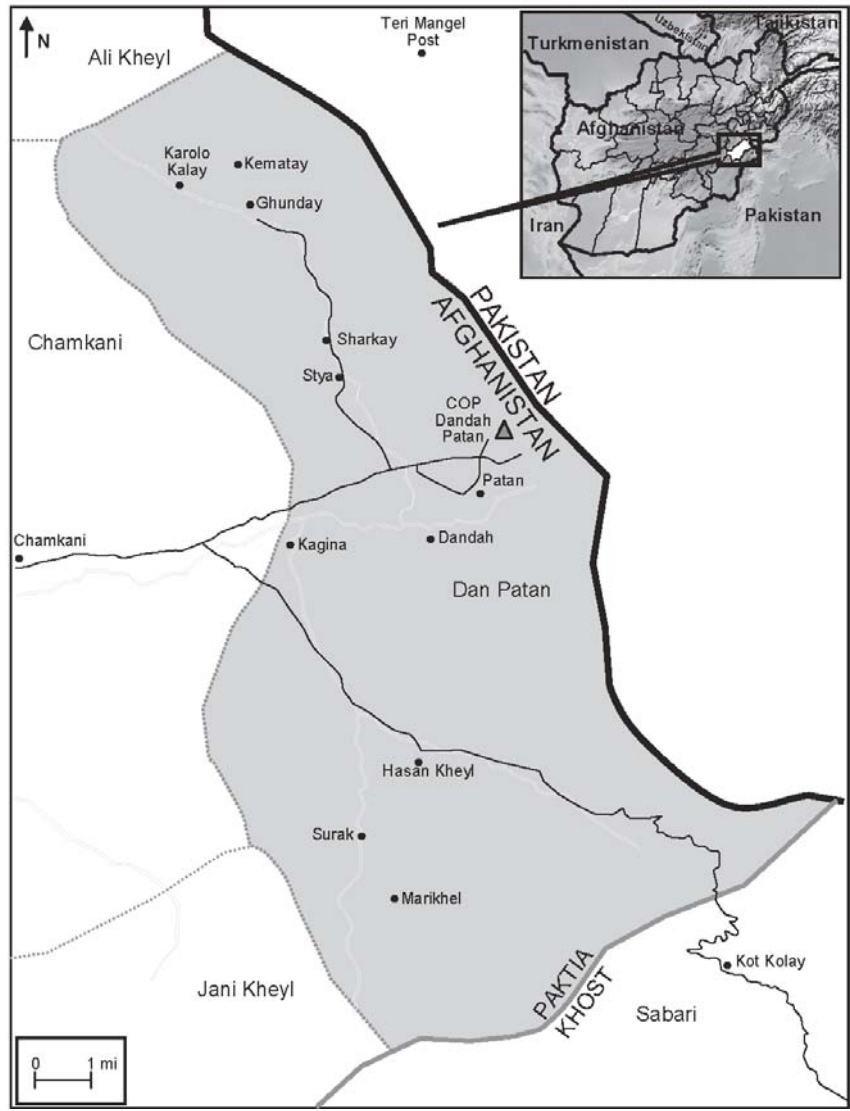 N
Teri Mangel
Post
Ali Kheyl
Turkmenistan
Uzbekistan
Tajikistan
Afghanistan
Iran
Pakistan
Karolo
Kalay
Kematay
Ghunday
Chamkani
Sharkay
Stya
PAKISTAN
AFGHANISTAN
COP
Dandah
Patan
Patan
Chamkani
Kagina
Dandah
Dan Patan
Hasan Kheyl
Surak
Marikhel
Jani Kheyl
PAKTIA
KHOST
Kot Kolay
Sabari
0 1 mi